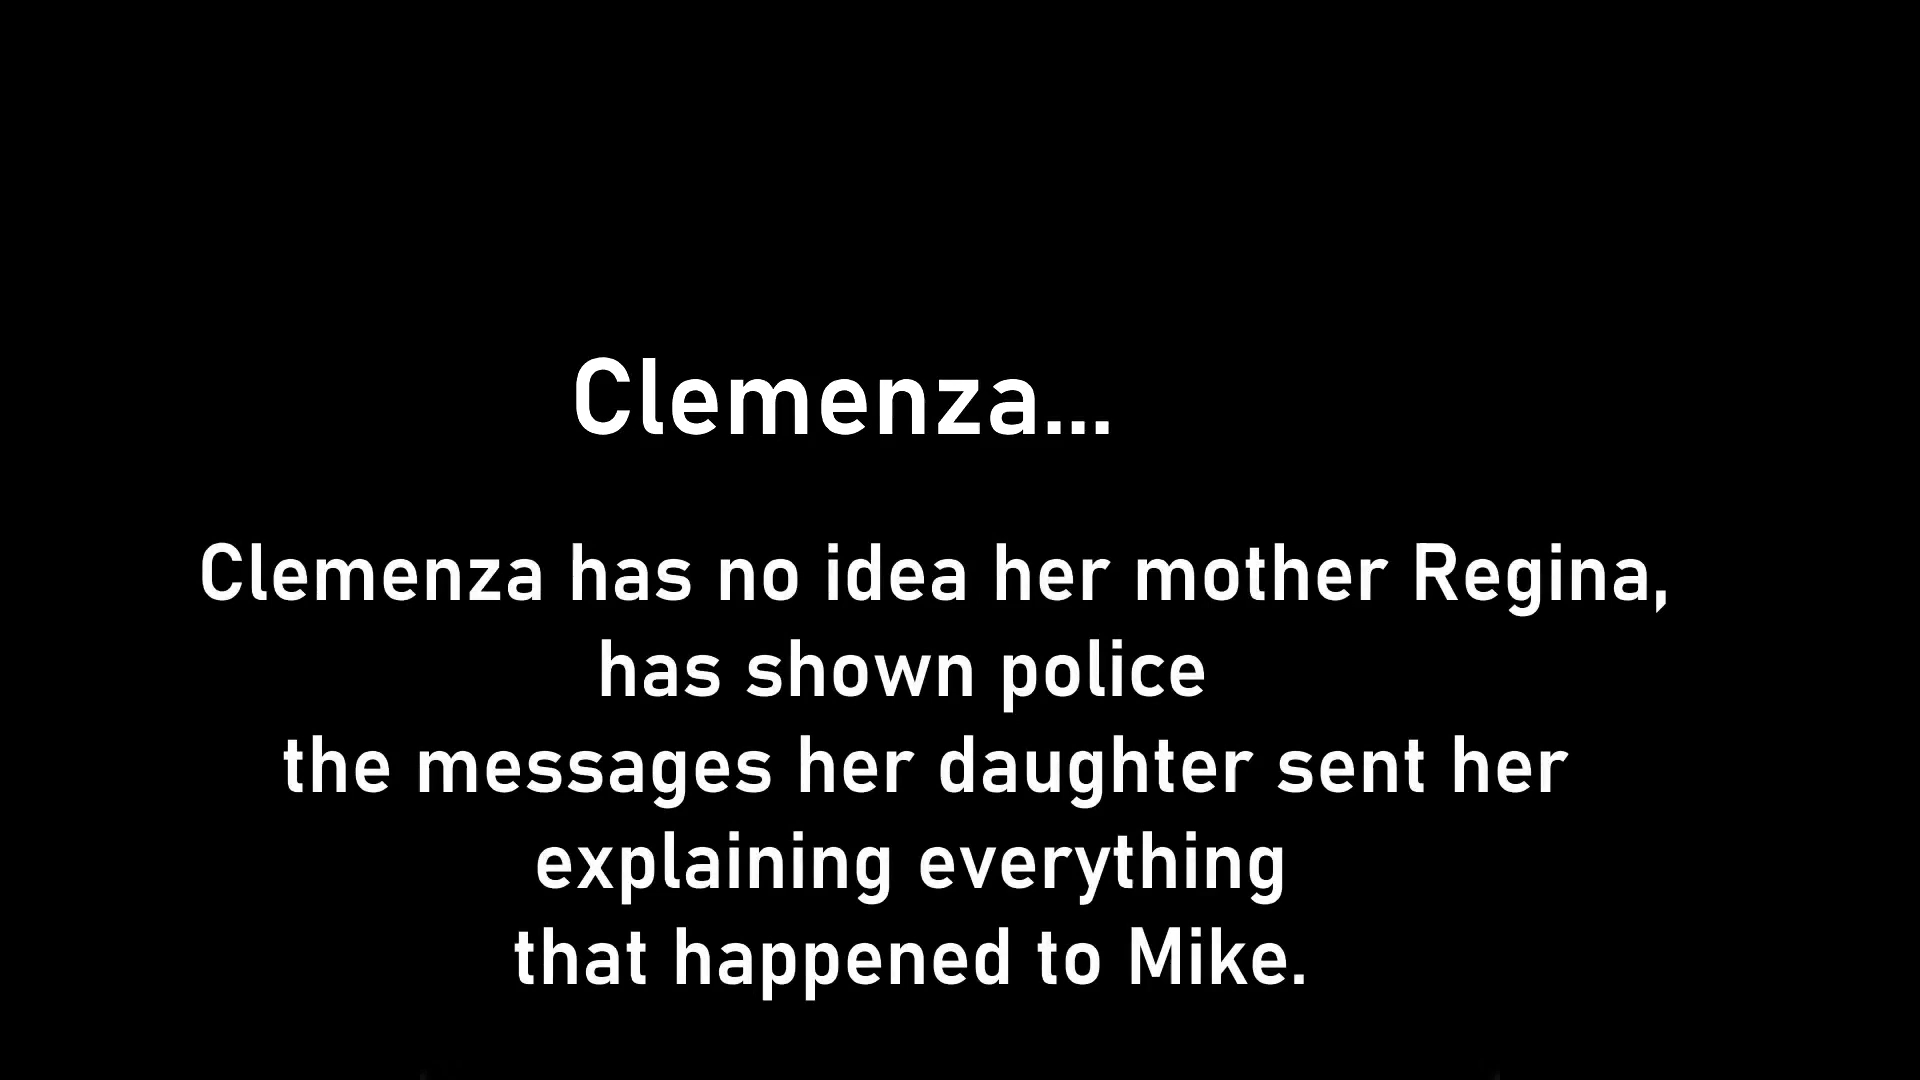 Clemenza...
Clemenza has no idea her mother Regina,
has shown police
the messages her daughter sent her
explaining everything
that happened to Mike.